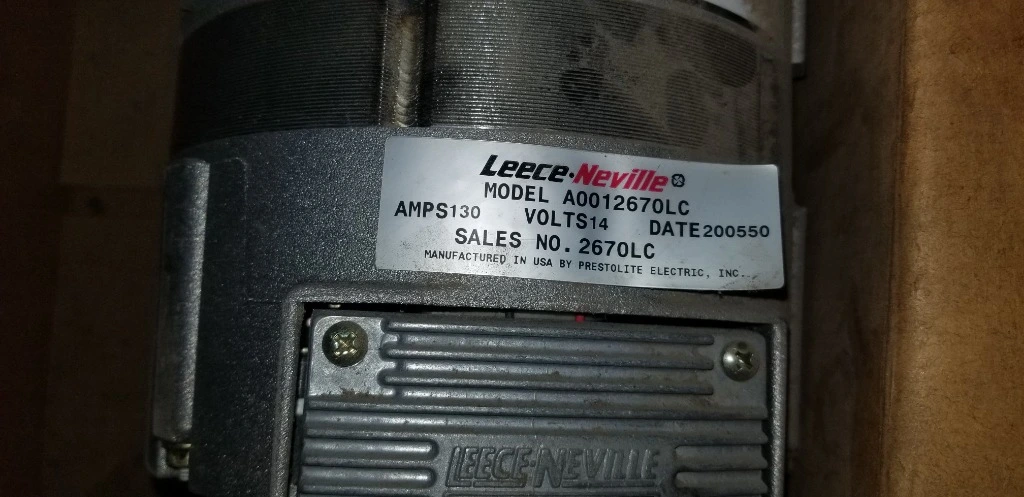 Leece-Neville®
MODEL A0012670LC
AMPS130 VOLTS14 DATE200550
SALES NO. 2670LC
MANUFACTURED IN USA BY PRESTOLITE ELECTRIC, INC.
LEECE-NEVILLE